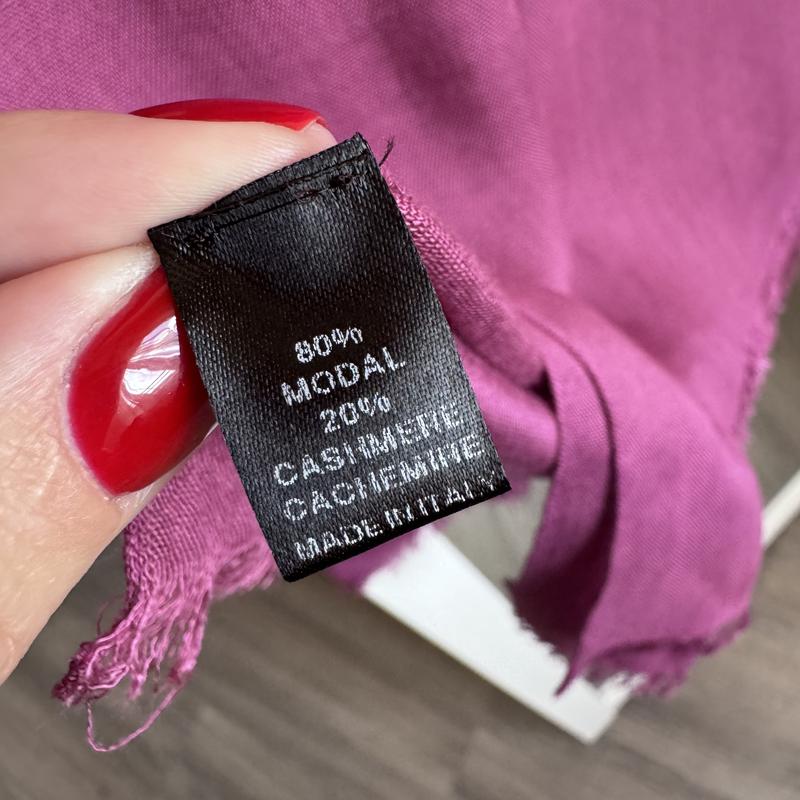 80%
MODAL
20%
CASHMERE
CACHEMIRE
MADE IN ITALY